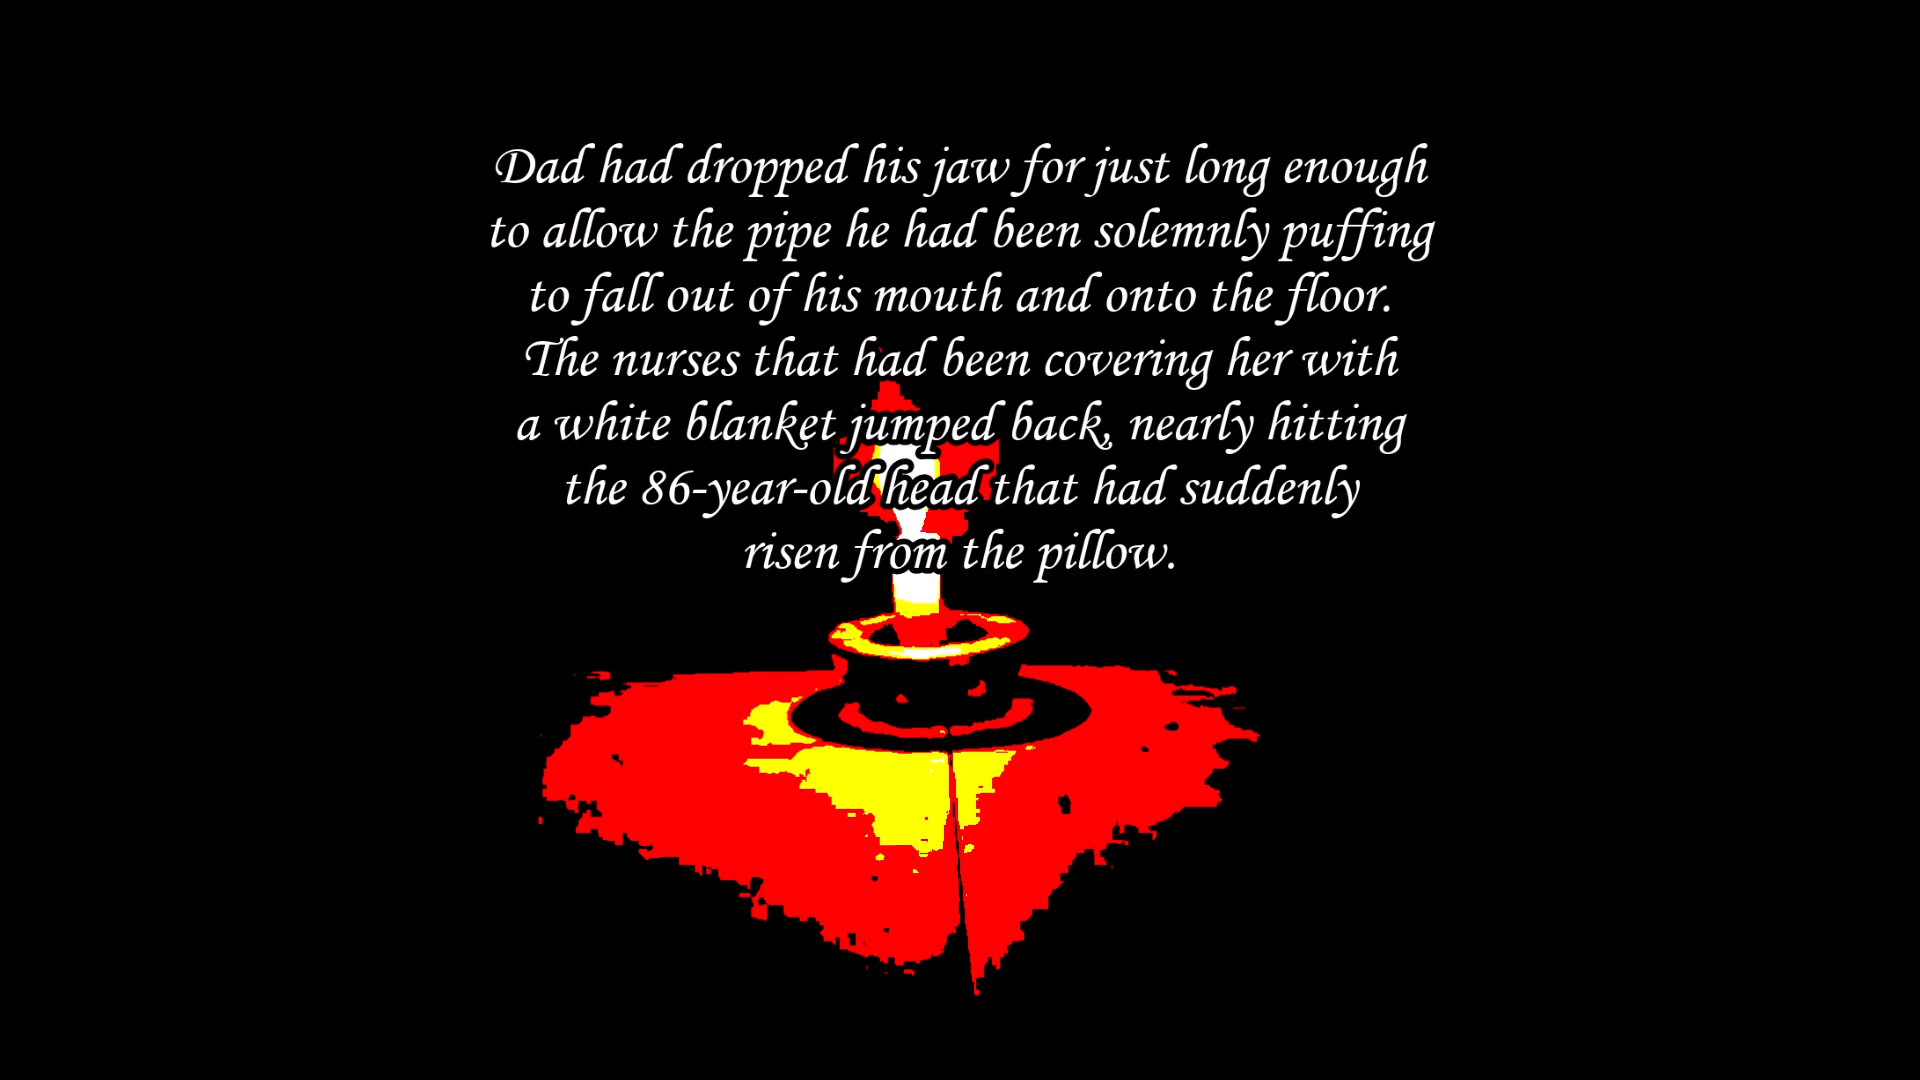 Dad had dropped his jaw for just long enough
to allow the pipe he had been solemnly puffing
to fall out of his mouth and onto the floor.
The nurses that had been covering her with
a white blanket jumped back, nearly hitting
the 86-year-old head that had suddenly
risen from the pillow.